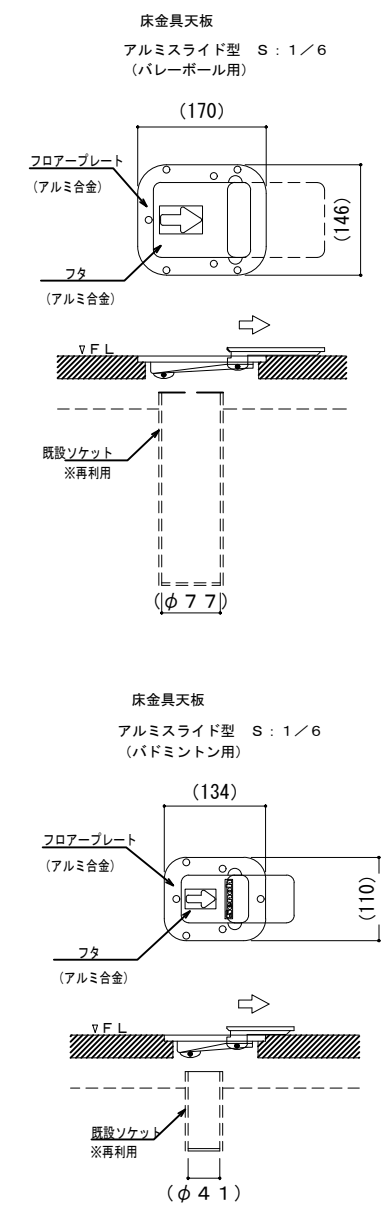 床金具天板
アルミスライド型　Ｓ：１／６
（バレーボール用）
(170)
フロアープレート
（アルミ合金）
(146)
フタ
（アルミ合金）
▽ＦＬ
既設ソケット
※再利用
(φ７７)
床金具天板
アルミスライド型　Ｓ：１／６
（バドミントン用）
(134)
フロアープレート
（アルミ合金）
(110)
フタ
（アルミ合金）
▽ＦＬ
既設ソケット
※再利用
(φ４１)